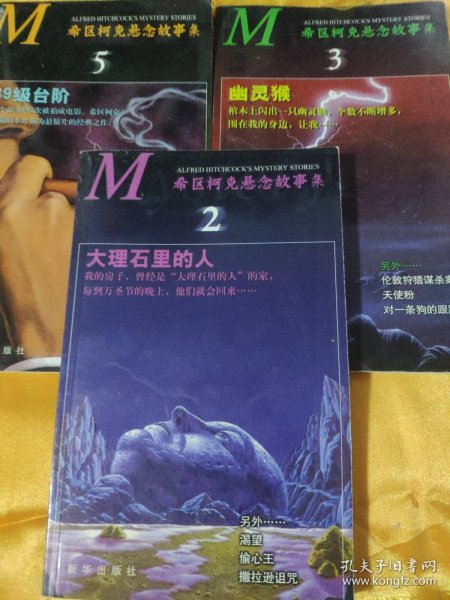 M
ALFRED HITCHCOCK'S MYSTERY STORIES
希区柯克悬念故事集
5
39级台阶
版社
M
ALFRED HITCHCOCK'S MYSTERY STORIES
希区柯克悬念故事集
3
幽灵猴
棺木上闪出一只幽灵猴，个数不断增多，
围在我的身边，让我……
另外……
伦敦狩猎谋杀案
天使粉
对一条狗的跟踪
M
ALFRED HITCHCOCK'S MYSTERY STORIES
希区柯克悬念故事集
2
大理石里的人
我的房子，曾经是“大理石里的人”的家，
每到万圣节的晚上，他们就会回来……
另外……
渴望
偷心王
撒拉逊诅咒
新华出版社
孔夫子旧书网